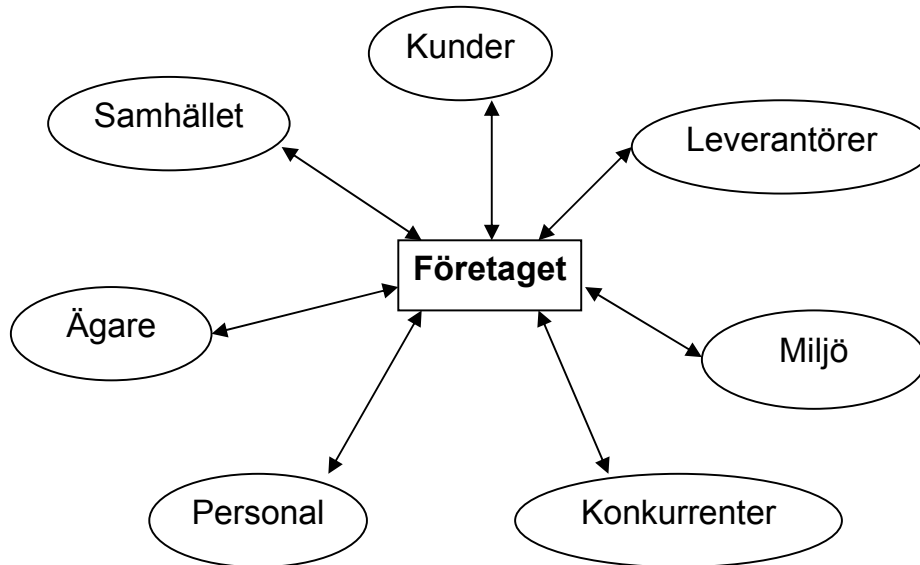 Kunder
Samhället
Leverantörer
Företaget
Ägare
Miljö
Personal
Konkurrenter